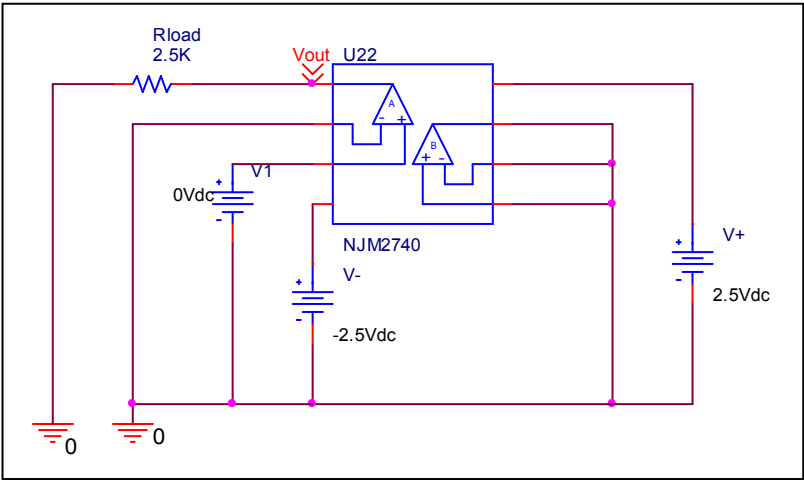 Rload
2.5K
Vout
U22
A
- +
B
+ -
V1
+
0Vdc
-
NJM2740
V-
+
-
-2.5Vdc
V+
+
-
2.5Vdc
0
0